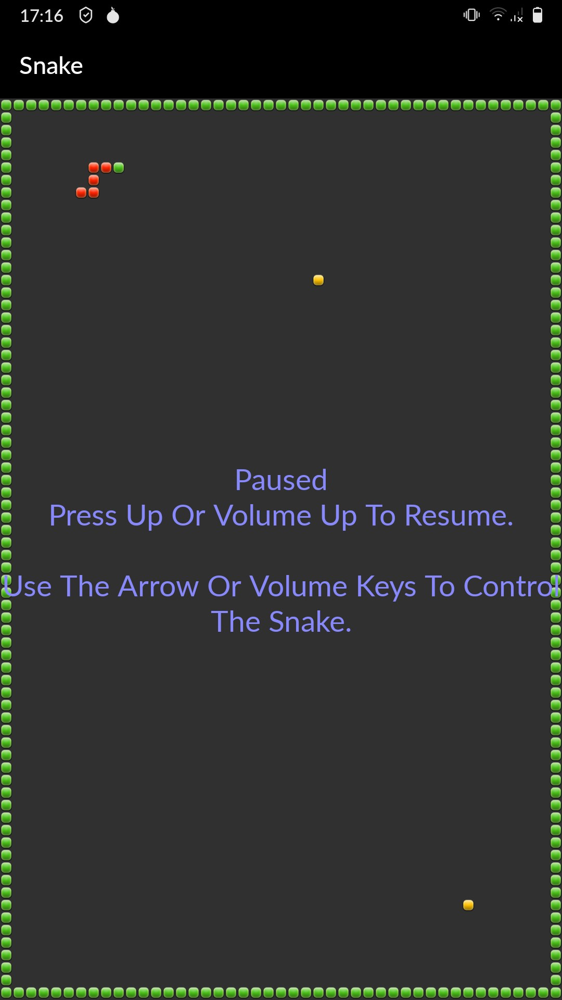 17:16
Snake
Paused
Press Up Or Volume Up To Resume.
Use The Arrow Or Volume Keys To Control
The Snake.